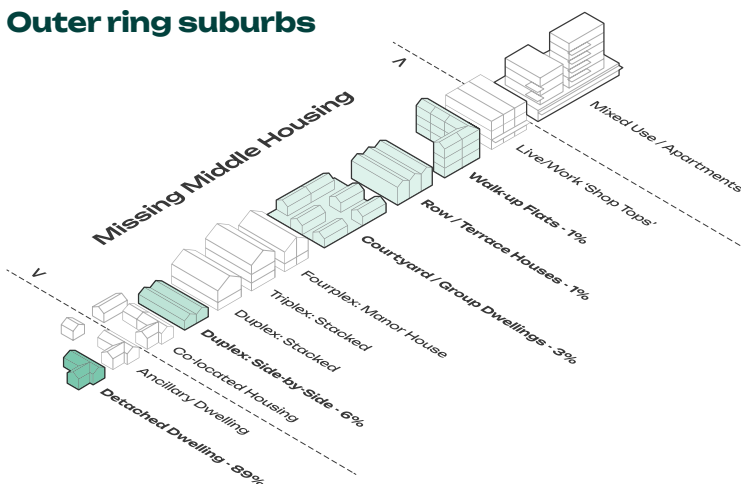 Outer ring suburbs
Missing Middle Housing
Mixed Use / Apartments
Live/Work Shop Tops'
Walk-up Flats - 1%
Row / Terrace Houses - 1%
Courtyard / Group Dwellings - 3%
Fourplex: Manor House
Triplex: Stacked
Duplex: Stacked
Duplex: Side-by-Side - 6%
Co-located Housing
Ancillary Dwelling
Detached Dwelling - 89%